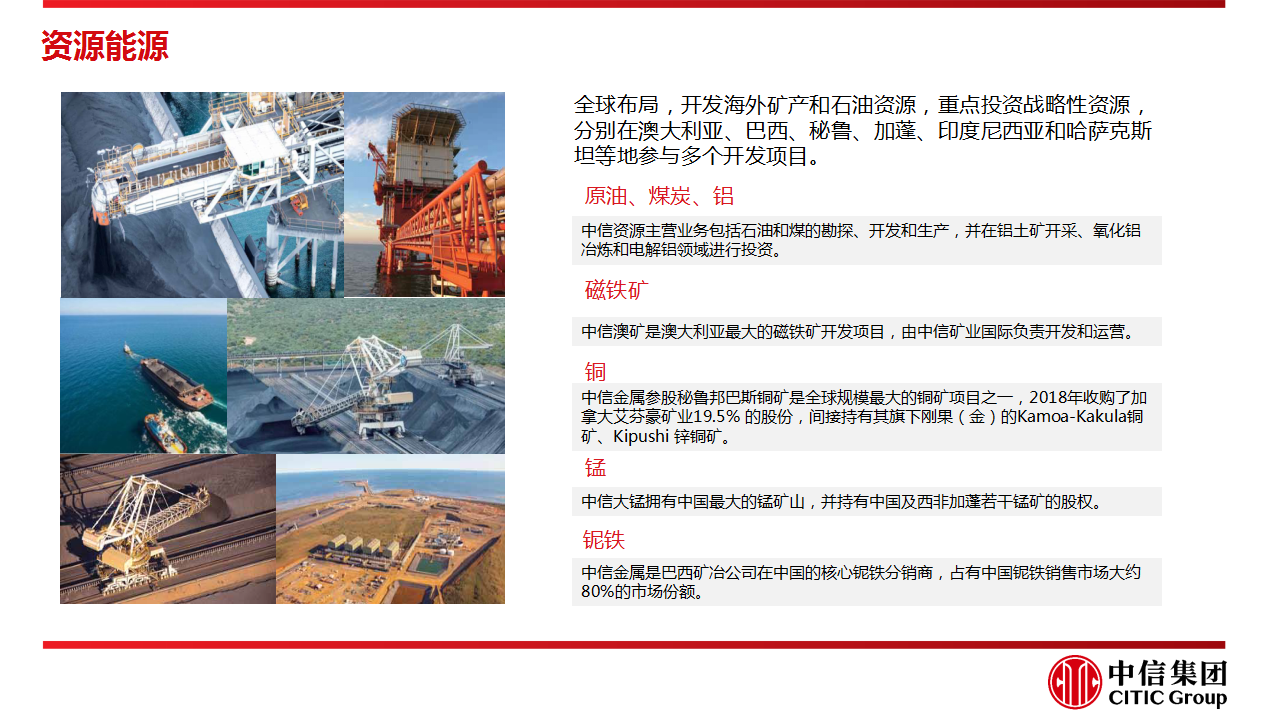 资源能源
全球布局，开发海外矿产和石油资源，重点投资战略性资源，
分别在澳大利亚、巴西、秘鲁、加蓬、印度尼西亚和哈萨克斯
坦等地参与多个开发项目。
原油、煤炭、铝
中信资源主营业务包括石油和煤的勘探、开发和生产，并在铝土矿开采、氧化铝
冶炼和电解铝领域进行投资。
磁铁矿
中信澳矿是澳大利亚最大的磁铁矿开发项目，由中信矿业国际负责开发和运营。
铜
中信金属参股秘鲁邦巴斯铜矿是全球规模最大的铜矿项目之一，2018年收购了加
拿大艾芬豪矿业19.5% 的股份，间接持有其旗下刚果（金）的Kamoa-Kakula铜
矿、Kipushi 锌铜矿。
锰
中信大锰拥有中国最大的锰矿山，并持有中国及西非加蓬若干锰矿的股权。
铌铁
中信金属是巴西矿冶公司在中国的核心铌铁分销商，占有中国铌铁销售市场大约
80%的市场份额。
中信集团
CITIC Group